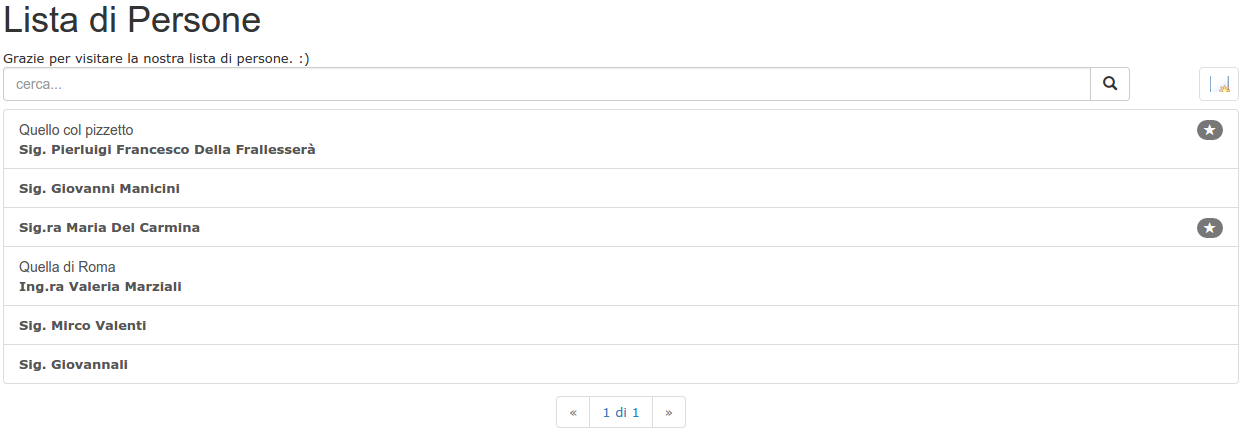 Lista di Persone
Grazie per visitare la nostra lista di persone. :)
cerca...
Quello col pizzetto
Sig. Pierluigi Francesco Della Frallesserà
Sig. Giovanni Manicini
Sig.ra Maria Del Carmina
Quella di Roma
Ing.ra Valeria Marziali
Sig. Mirco Valenti
Sig. Giovannali
« 1 di 1 »